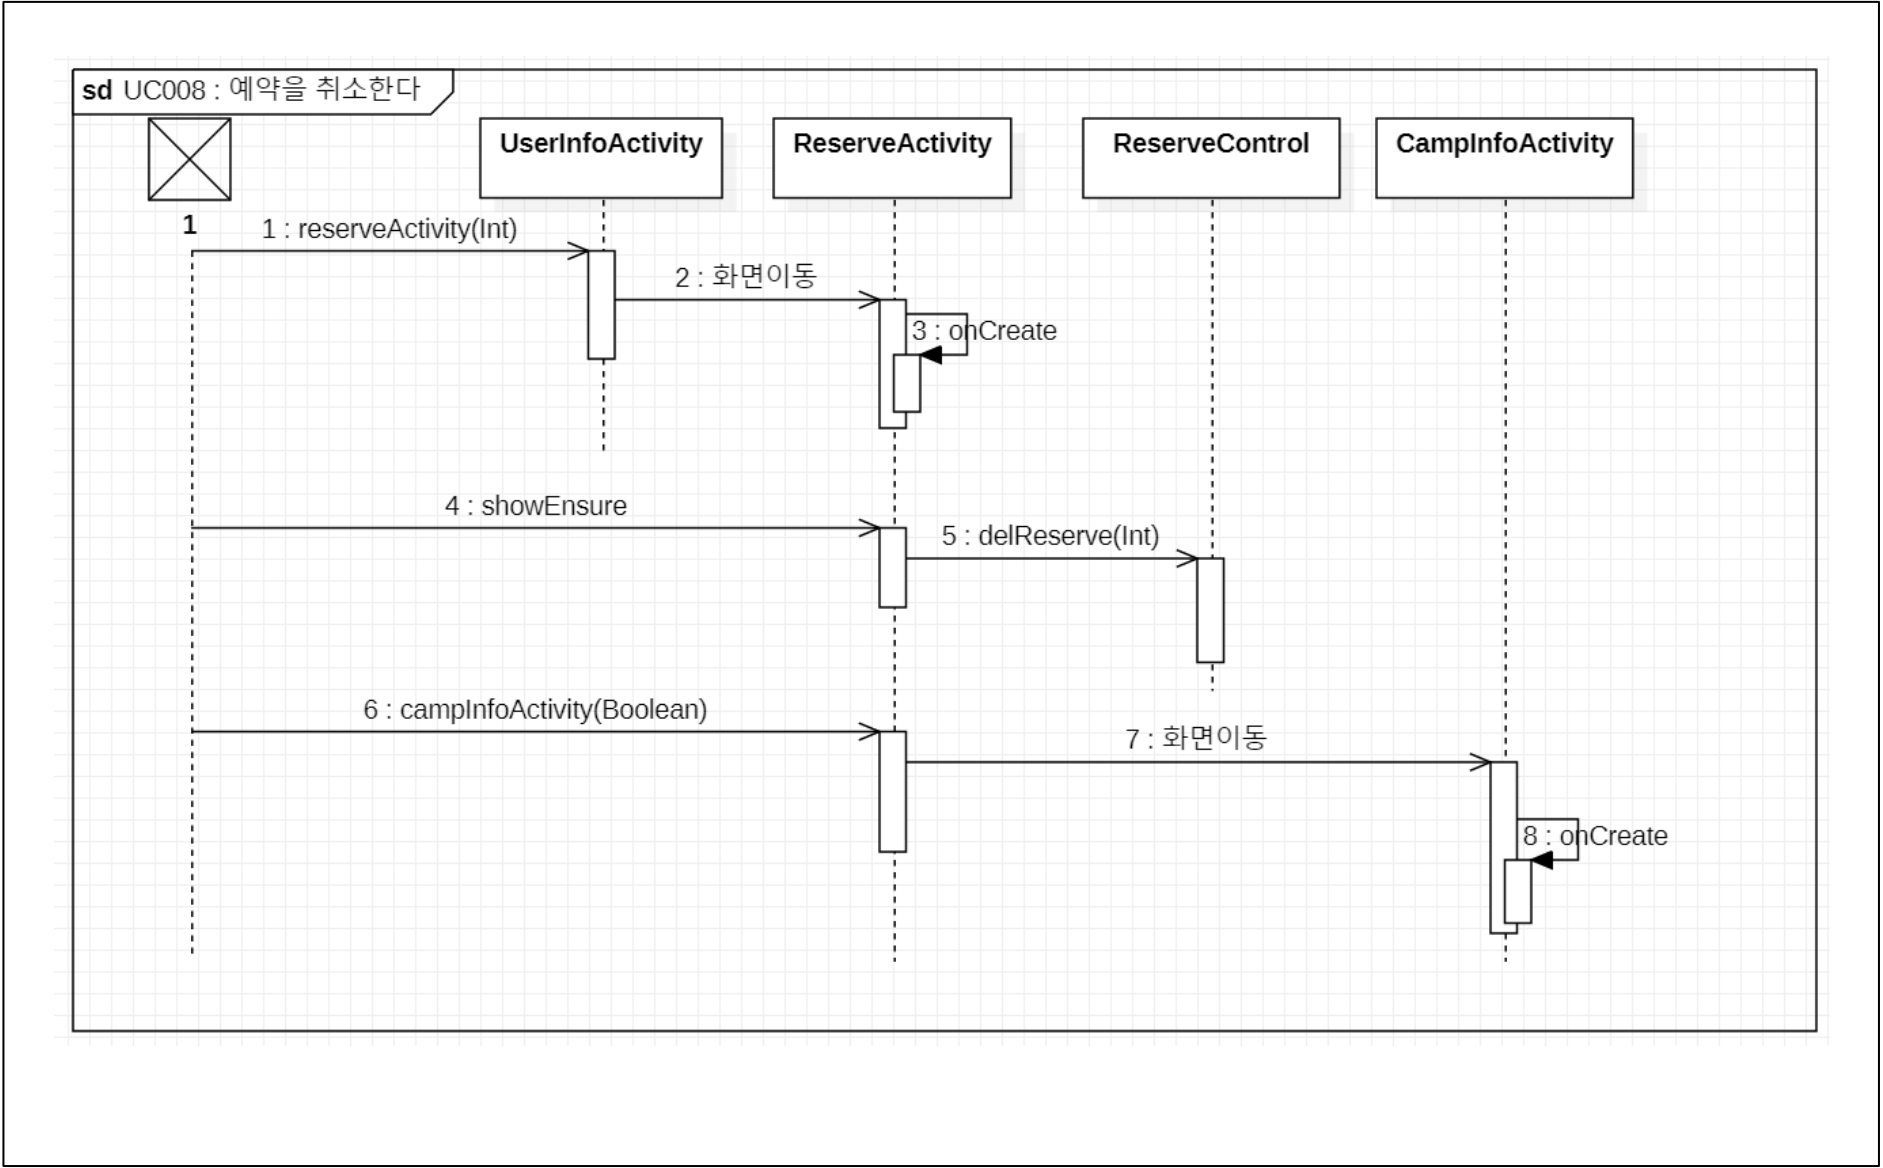 sd UC008 : 예약을 취소한다
UserInfoActivity
ReserveActivity
ReserveControl
CampInfoActivity
1
1 : reserveActivity(Int)
2 : 화면이동
3 : onCreate
4 : showEnsure
5 : delReserve(Int)
6 : campInfoActivity(Boolean)
7 : 화면이동
8 : onCreate